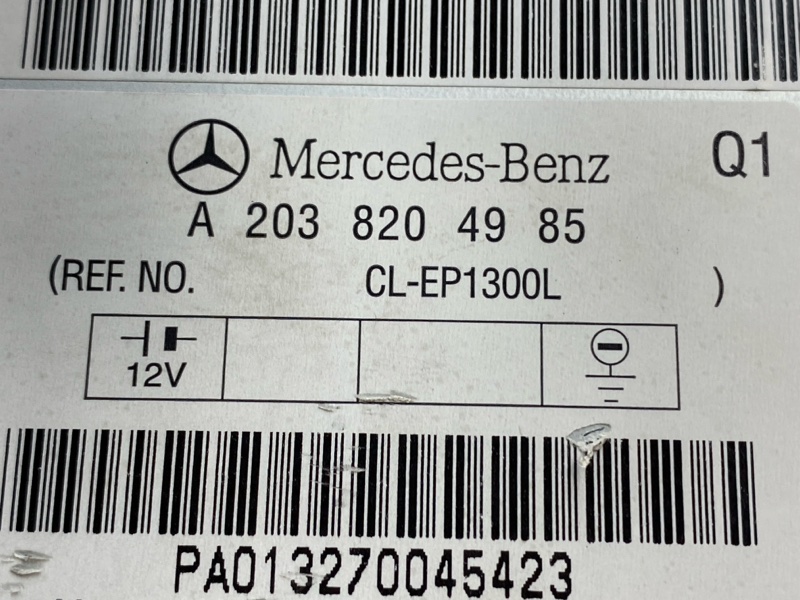 Mercedes-Benz Q1
A 203 820 49 85
(REF. NO. CL-EP1300L )
12V
PA013270045423